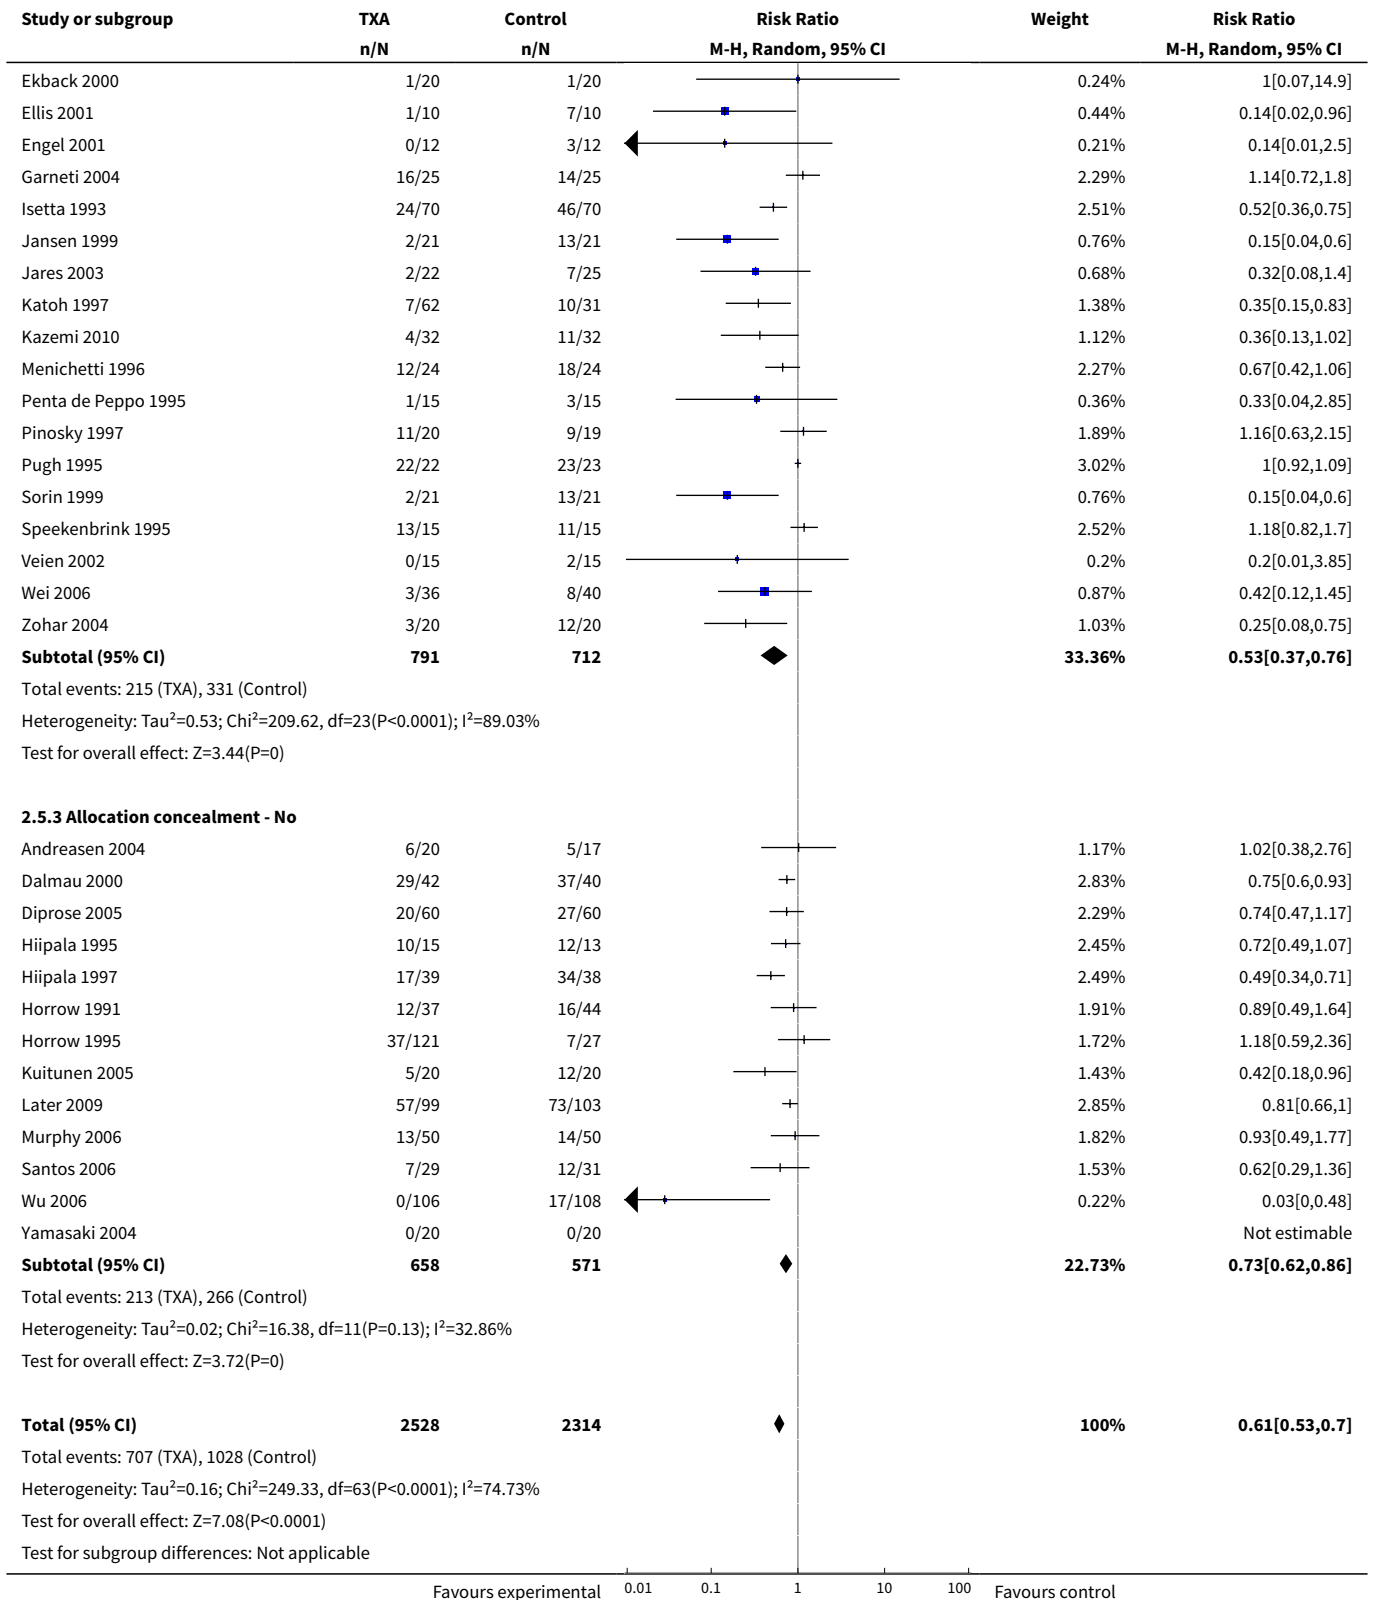 Study or subgroup TXA Control Risk Ratio Weight Risk Ratio
n/N n/N M-H, Random, 95% CI M-H, Random, 95% CI
Ekback 2000 1/20 1/20 0.24% 1[0.07,14.9]
Ellis 2001 1/10 7/10 0.44% 0.14[0.02,0.96]
Engel 2001 0/12 3/12 0.21% 0.14[0.01,2.5]
Garneti 2004 16/25 14/25 2.29% 1.14[0.72,1.8]
Isetta 1993 24/70 46/70 2.51% 0.52[0.36,0.75]
Jansen 1999 2/21 13/21 0.76% 0.15[0.04,0.6]
Jares 2003 2/22 7/25 0.68% 0.32[0.08,1.4]
Katoh 1997 7/62 10/31 1.38% 0.35[0.15,0.83]
Kazemi 2010 4/32 11/32 1.12% 0.36[0.13,1.02]
Menichetti 1996 12/24 18/24 2.27% 0.67[0.42,1.06]
Penta de Peppo 1995 1/15 3/15 0.36% 0.33[0.04,2.85]
Pinosky 1997 11/20 9/19 1.89% 1.16[0.63,2.15]
Pugh 1995 22/22 23/23 3.02% 1[0.92,1.09]
Sorin 1999 2/21 13/21 0.76% 0.15[0.04,0.6]
Speekenbrink 1995 13/15 11/15 2.52% 1.18[0.82,1.7]
Veien 2002 0/15 2/15 0.2% 0.2[0.01,3.85]
Wei 2006 3/36 8/40 0.87% 0.42[0.12,1.45]
Zohar 2004 3/20 12/20 1.03% 0.25[0.08,0.75]
Subtotal (95% CI) 791 712 33.36% 0.53[0.37,0.76]
Total events: 215 (TXA), 331 (Control)
Heterogeneity: Tau²=0.53; Chi²=209.62, df=23(P<0.0001); I²=89.03%
Test for overall effect: Z=3.44(P=0)
2.5.3 Allocation concealment - No
Andreasen 2004 6/20 5/17 1.17% 1.02[0.38,2.76]
Dalmau 2000 29/42 37/40 2.83% 0.75[0.6,0.93]
Diprose 2005 20/60 27/60 2.29% 0.74[0.47,1.17]
Hiipala 1995 10/15 12/13 2.45% 0.72[0.49,1.07]
Hiipala 1997 17/39 34/38 2.49% 0.49[0.34,0.71]
Horrow 1991 12/37 16/44 1.91% 0.89[0.49,1.64]
Horrow 1995 37/121 7/27 1.72% 1.18[0.59,2.36]
Kuitunen 2005 5/20 12/20 1.43% 0.42[0.18,0.96]
Later 2009 57/99 73/103 2.85% 0.81[0.66,1]
Murphy 2006 13/50 14/50 1.82% 0.93[0.49,1.77]
Santos 2006 7/29 12/31 1.53% 0.62[0.29,1.36]
Wu 2006 0/106 17/108 0.22% 0.03[0,0.48]
Yamasaki 2004 0/20 0/20 Not estimable
Subtotal (95% CI) 658 571 22.73% 0.73[0.62,0.86]
Total events: 213 (TXA), 266 (Control)
Heterogeneity: Tau²=0.02; Chi²=16.38, df=11(P=0.13); I²=32.86%
Test for overall effect: Z=3.72(P=0)
Total (95% CI) 2528 2314 100% 0.61[0.53,0.7]
Total events: 707 (TXA), 1028 (Control)
Heterogeneity: Tau²=0.16; Chi²=249.33, df=63(P<0.0001); I²=74.73%
Test for overall effect: Z=7.08(P<0.0001)
Test for subgroup differences: Not applicable
Favours experimental 0.01 0.1 1 10 100 Favours control